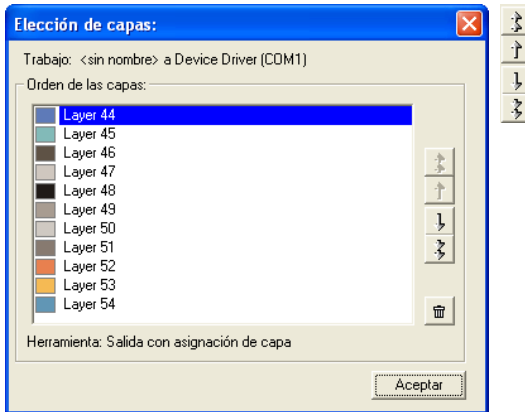 Elección de capas:
Trabajo: <sin nombre> a Device Driver (COM1)
Orden de las capas:
Layer 44
Layer 45
Layer 46
Layer 47
Layer 48
Layer 49
Layer 50
Layer 51
Layer 52
Layer 53
Layer 54
Herramienta: Salida con asignación de capa
Aceptar